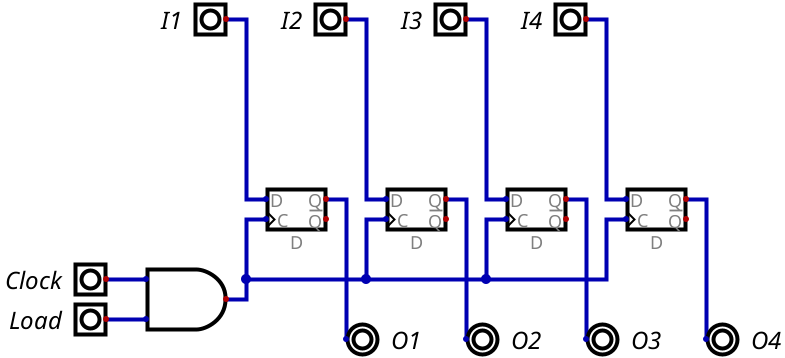 I1 I2 I3 I4
D Q D Q D Q D Q
C Q C Q C Q C Q
D D D D
Clock
Load
O1 O2 O3 O4